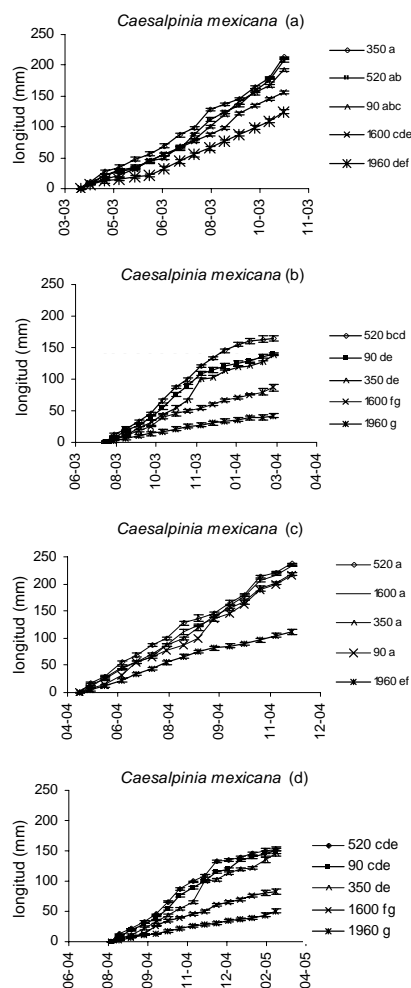 Caesalpinia mexicana (a)
longitud (mm)
250
200
150
100
50
0
03-03
05-03
06-03
08-03
10-03
11-03
350 a
520 ab
90 abc
1600 cde
1960 def
Caesalpinia mexicana (b)
longitud (mm)
250
200
150
100
50
0
06-03
08-03
10-03
11-03
01-04
03-04
04-04
520 bcd
90 de
350 de
1600 fg
1960 g
Caesalpinia mexicana (c)
longitud (mm)
250
200
150
100
50
0
04-04
06-04
08-04
09-04
11-04
12-04
520 a
1600 a
350 a
90 a
1960 ef
Caesalpinia mexicana (d)
longitud (mm)
250
200
150
100
50
0
06-04
08-04
09-04
11-04
12-04
02-05
04-05
520 cde
90 cde
350 de
1600 fg
1960 g